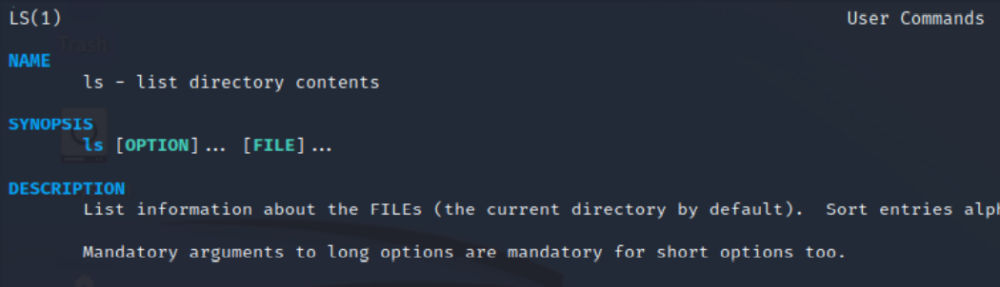 LS(1) User Commands
Trash
NAME
ls - list directory contents
SYNOPSIS
ls [OPTION]... [FILE]...
DESCRIPTION
List information about the FILEs (the current directory by default). Sort entries alph
Mandatory arguments to long options are mandatory for short options too.